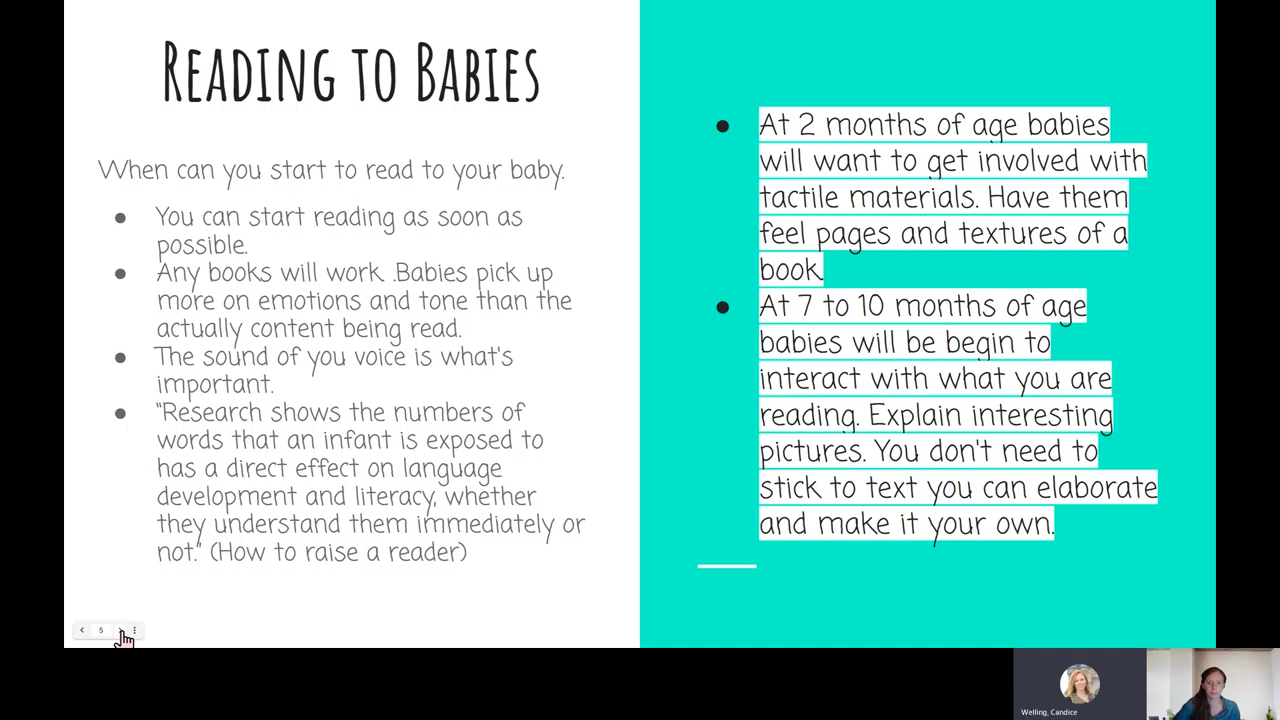 Reading to Babies
When can you start to read to your baby.
● You can start reading as soon as
possible.
● Any books will work .Babies pick up
more on emotions and tone than the
actually content being read.
● The sound of you voice is what's
important.
● “Research shows the numbers of
words that an infant is exposed to
has a direct effect on language
development and literacy, whether
they understand them immediately or
not.” (How to raise a reader)
● At 2 months of age babies
will want to get involved with
tactile materials. Have them
feel pages and textures of a
book.
● At 7 to 10 months of age
babies will be begin to
interact with what you are
reading. Explain interesting
pictures. You don't need to
stick to text you can elaborate
and make it your own.
5
Welling, Candice